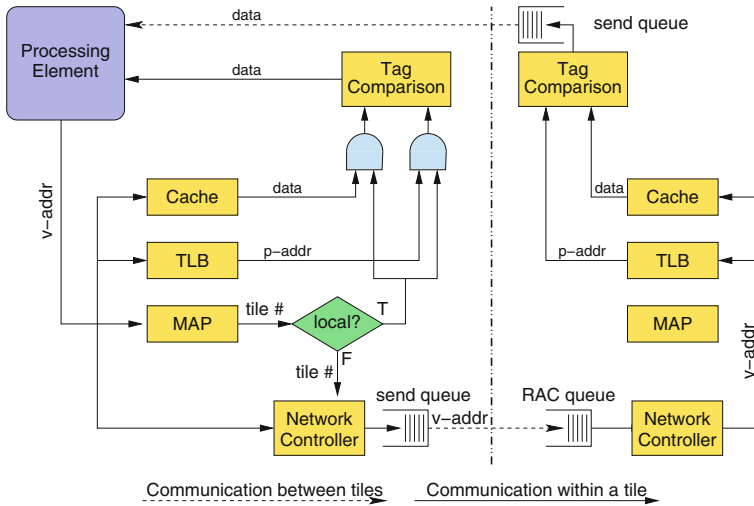 data
send queue
Processing
Element
data
Tag
Comparison
Tag
Comparison
v-addr
Cache
data
data
Cache
TLB
p-addr
p-addr
TLB
MAP
tile #
local?
T
MAP
F
tile #
v-addr
Network
Controller
send queue
v-addr
RAC queue
Network
Controller
Communication between tiles
Communication within a tile